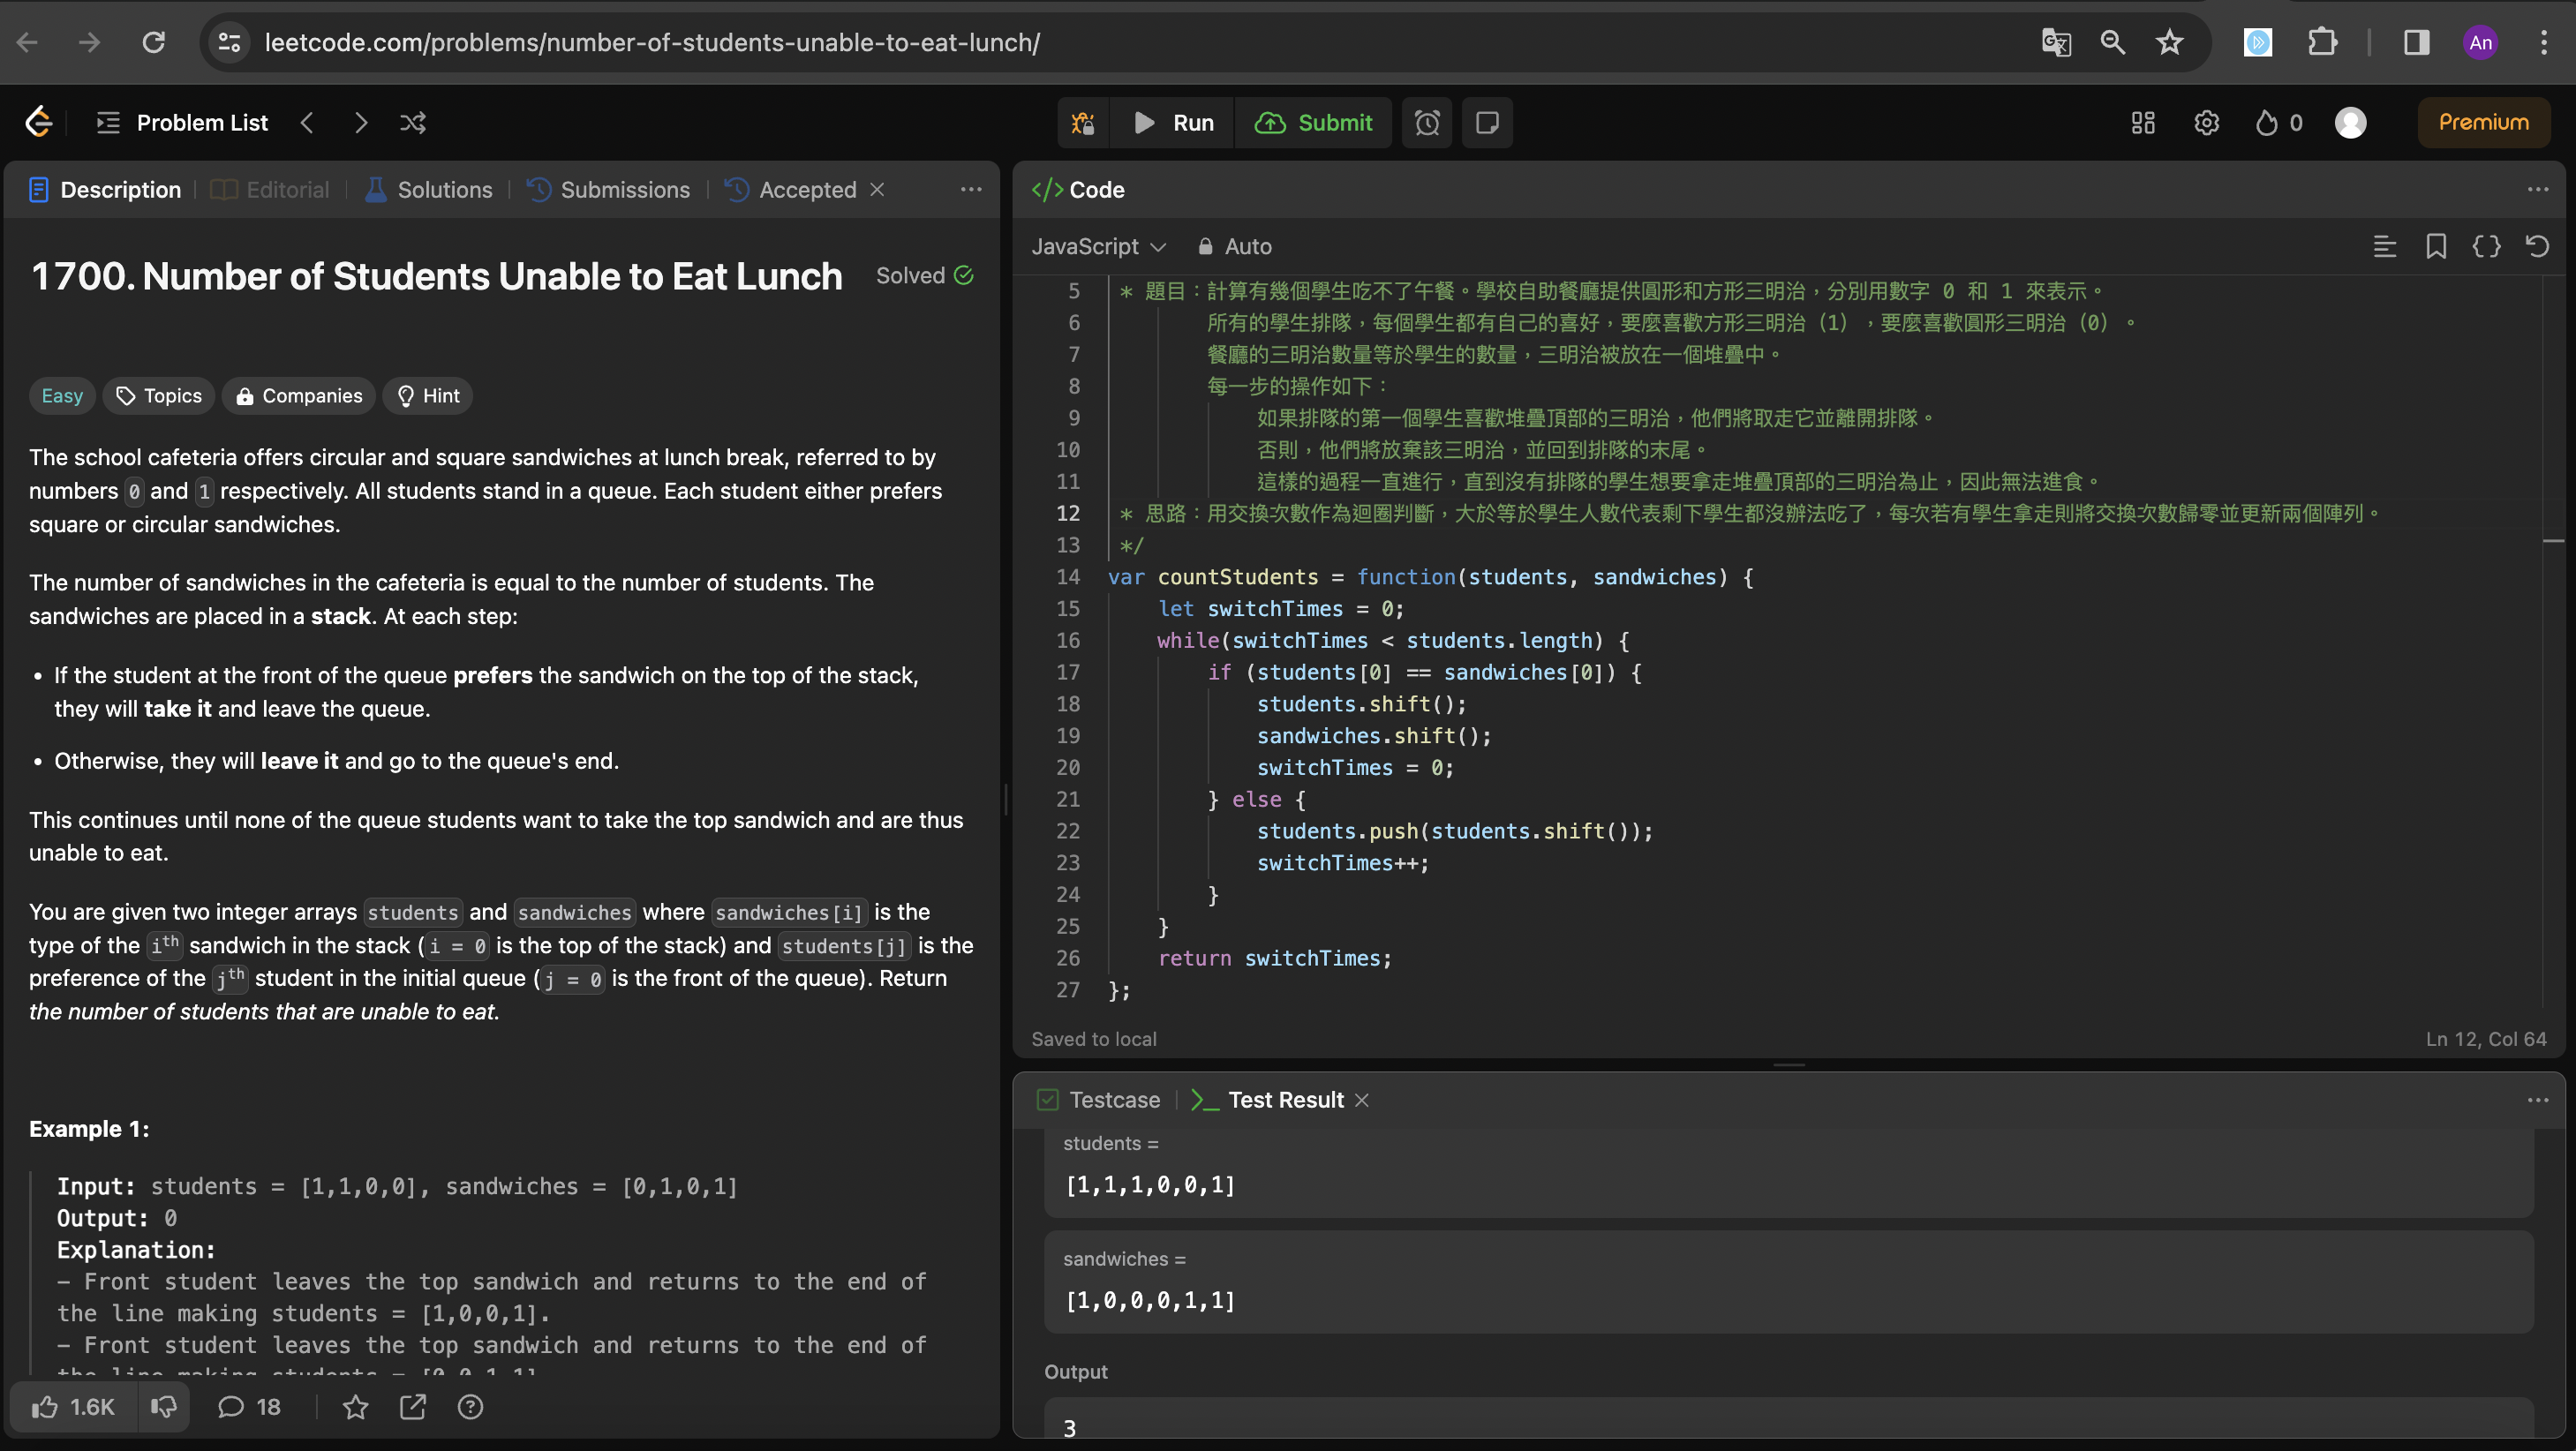 leetcode.com/problems/number-of-students-unable-to-eat-lunch/
An
Problem List
Run
Submit
0
Premium
Description
Editorial
Solutions
Submissions
Accepted
1700. Number of Students Unable to Eat Lunch
Solved
Easy
Topics
Companies
Hint
The school cafeteria offers circular and square sandwiches at lunch break, referred to by
numbers 0 and 1 respectively. All students stand in a queue. Each student either prefers
square or circular sandwiches.
The number of sandwiches in the cafeteria is equal to the number of students. The
sandwiches are placed in a stack. At each step:
• If the student at the front of the queue prefers the sandwich on the top of the stack,
they will take it and leave the queue.
• Otherwise, they will leave it and go to the queue's end.
This continues until none of the queue students want to take the top sandwich and are thus
unable to eat.
You are given two integer arrays students and sandwiches where sandwiches[i] is the
type of the ith sandwich in the stack (i = 0 is the top of the stack) and students[j] is the
preference of the jth student in the initial queue (j = 0 is the front of the queue). Return
the number of students that are unable to eat.
Example 1:
Input: students = [1,1,0,0], sandwiches = [0,1,0,1]
Output: 0
Explanation:
- Front student leaves the top sandwich and returns to the end of
the line making students = [1,0,0,1].
- Front student leaves the top sandwich and returns to the end of
1.6K
18
Code
JavaScript
Auto
5 * 題目：計算有幾個學生吃不了午餐。學校自助餐廳提供圓形和方形三明治，分別用數字 0 和 1 來表示。
6 所有的學生排隊，每個學生都有自己的喜好，要麼喜歡方形三明治（1），要麼喜歡圓形三明治（0）。
7 餐廳的三明治數量等於學生的數量，三明治被放在一個堆疊中。
8 每一步的操作如下：
9 如果排隊的第一個學生喜歡堆疊頂部的三明治，他們將取走它並離開排隊。
10 否則，他們將放棄該三明治，並回到排隊的末尾。
11 這樣的過程一直進行，直到沒有排隊的學生想要拿走堆疊頂部的三明治為止，因此無法進食。
12 * 思路：用交換次數作為迴圈判斷，大於等於學生人數代表剩下學生都沒辦法吃了，每次若有學生拿走則將交換次數歸零並更新兩個陣列。
13 */
14 var countStudents = function(students, sandwiches) {
15 let switchTimes = 0;
16 while(switchTimes < students.length) {
17 if (students[0] == sandwiches[0]) {
18 students.shift();
19 sandwiches.shift();
20 switchTimes = 0;
21 } else {
22 students.push(students.shift());
23 switchTimes++;
24 }
25 }
26 return switchTimes;
27 };
Saved to local
Ln 12, Col 64
Testcase
Test Result
students =
[1,1,1,0,0,1]
sandwiches =
[1,0,0,0,1,1]
Output
3